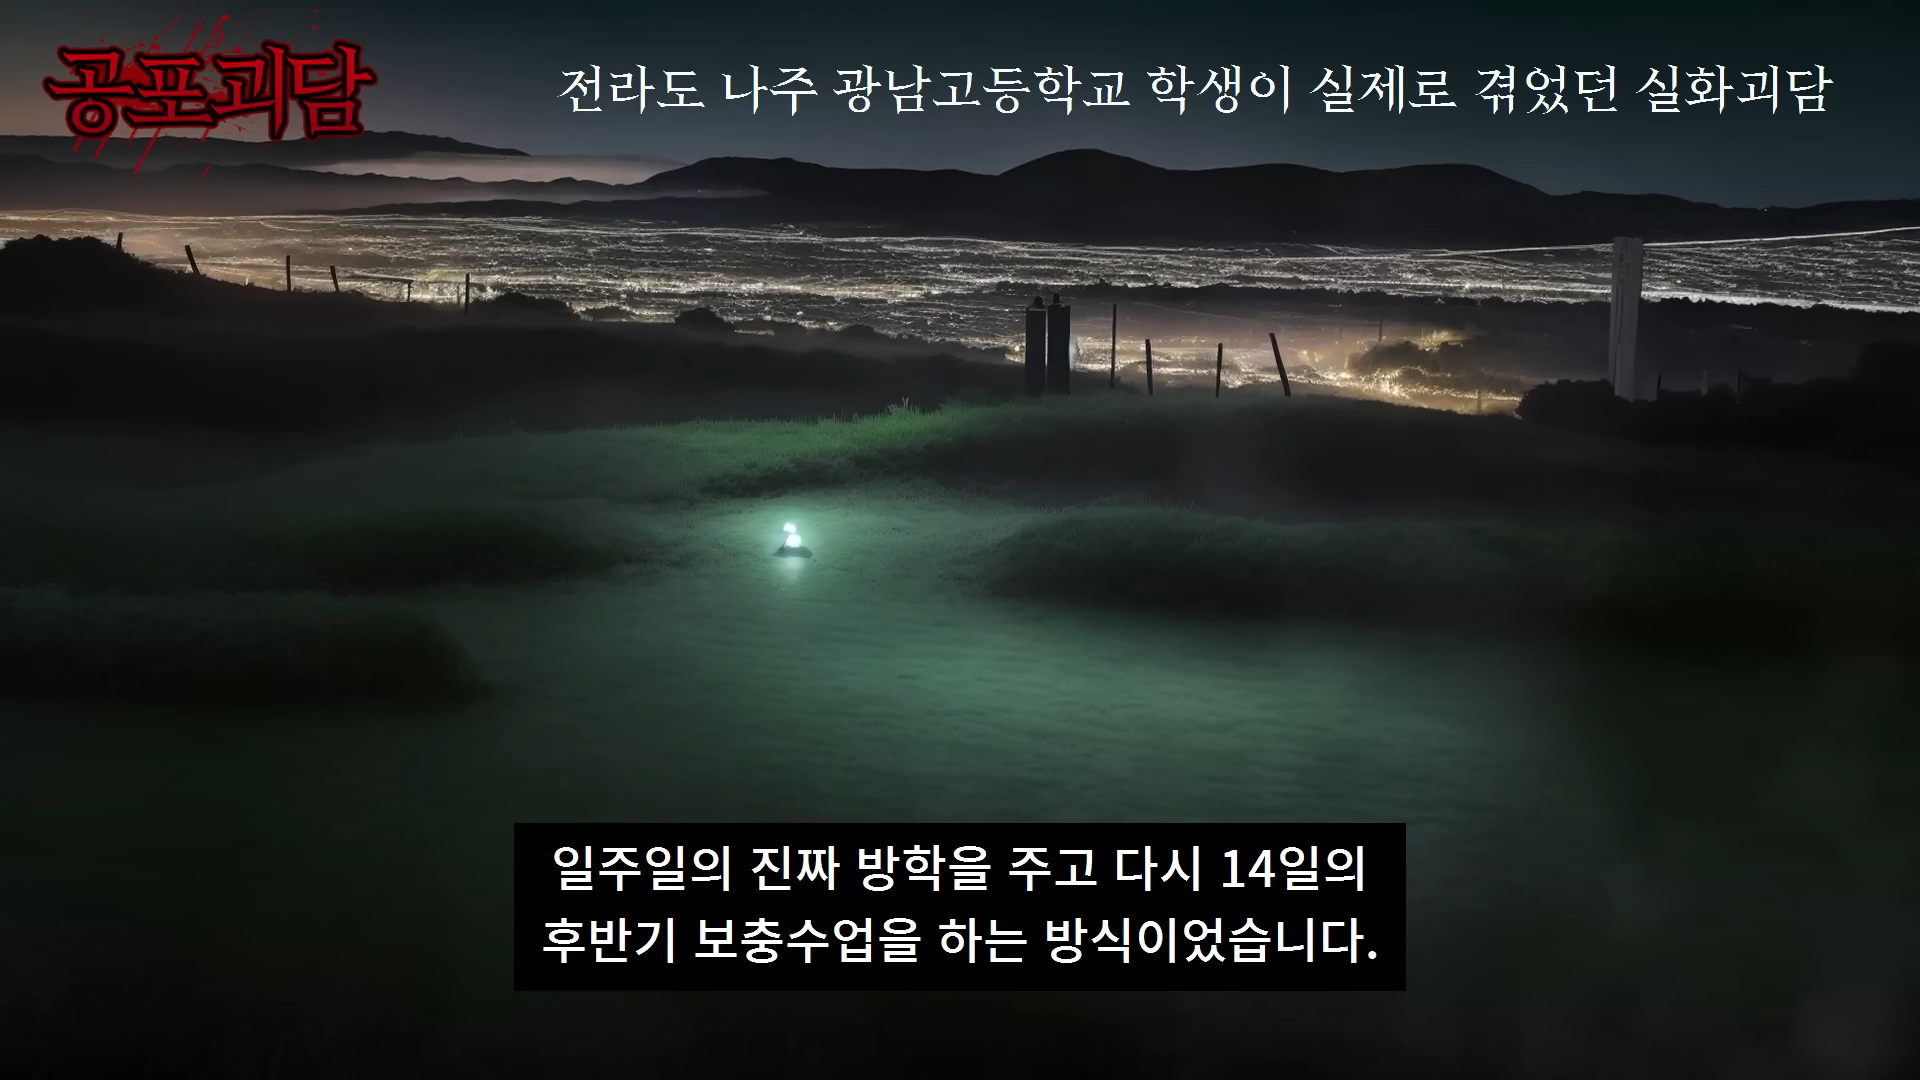 공포괴담
전라도 나주 광남고등학교 학생이 실제로 겪었던 실화괴담
일주일의 진짜 방학을 주고 다시 14일의
후반기 보충수업을 하는 방식이었습니다.